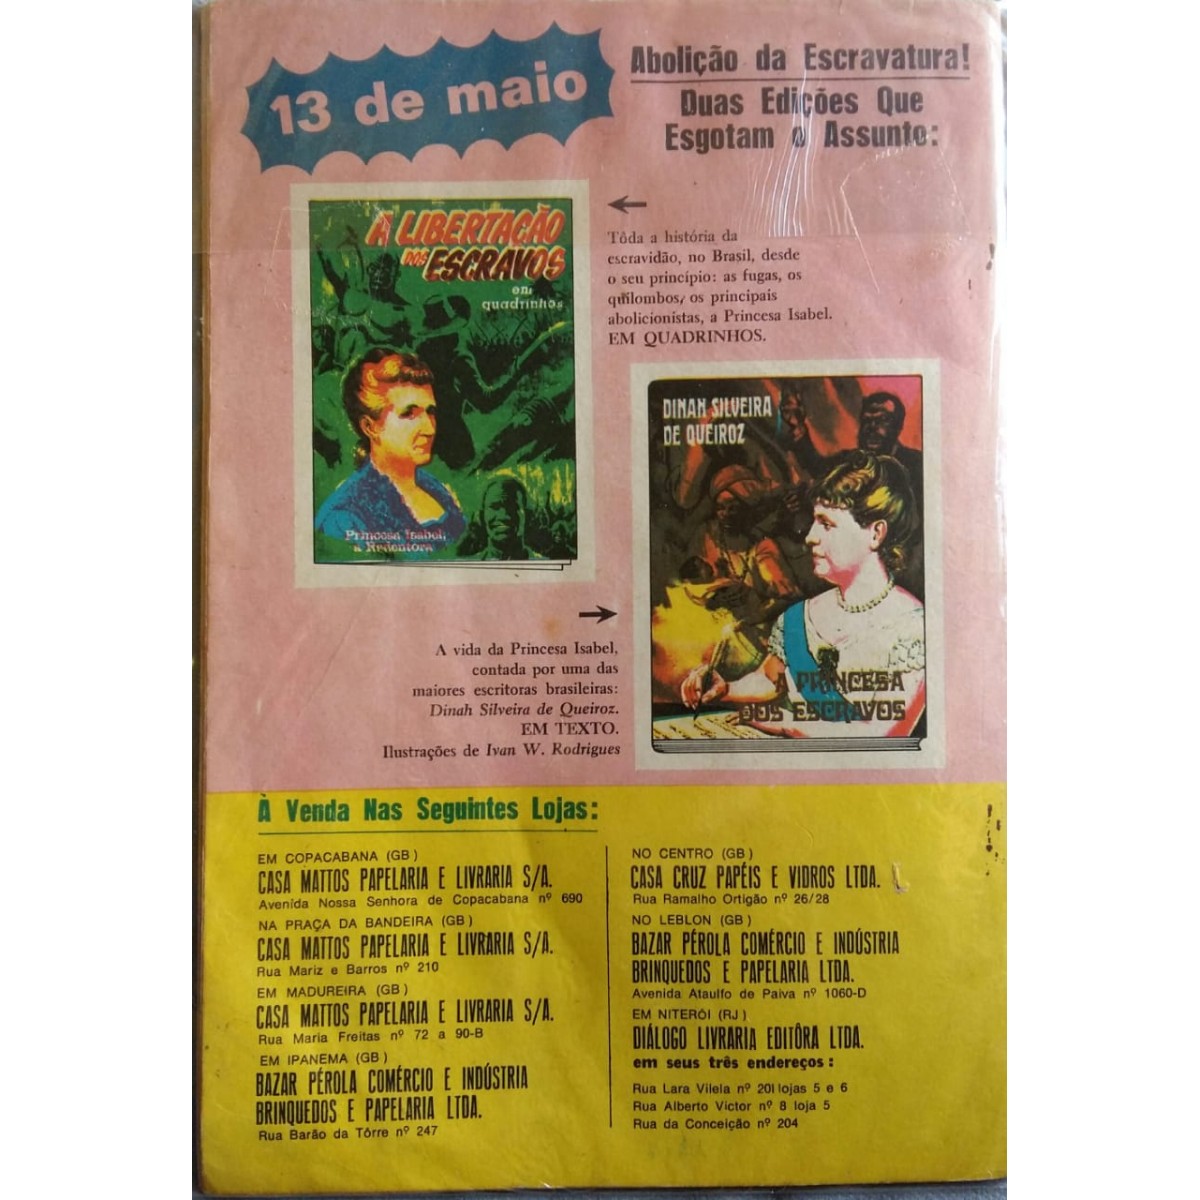 13 de maio
Abolição da Escravatura!
Duas Edições Que
Esgotam o Assunto:
A LIBERTAÇÃO
DOS ESCRAVOS
em
quadrinhos
Princesa Isabel,
a Redentora
Tôda a história da
escravidão, no Brasil, desde
o seu princípio: as fugas, os
quilombos, os principais
abolicionistas, a Princesa Isabel.
EM QUADRINHOS.
DINAH SILVEIRA
DE QUEIROZ
A PRINCESA
DOS ESCRAVOS
A vida da Princesa Isabel,
contada por uma das
maiores escritoras brasileiras:
Dinah Silveira de Queiroz.
EM TEXTO.
Ilustrações de Ivan W. Rodrigues
À Venda Nas Seguintes Lojas:
EM COPACABANA (GB)
CASA MATTOS PAPELARIA E LIVRARIA S/A.
Avenida Nossa Senhora de Copacabana nº 690
NA PRAÇA DA BANDEIRA (GB)
CASA MATTOS PAPELARIA E LIVRARIA S/A.
Rua Mariz e Barros nº 210
EM MADUREIRA (GB)
CASA MATTOS PAPELARIA E LIVRARIA S/A.
Rua Maria Freitas nº 72 a 90-B
EM IPANEMA (GB)
BAZAR PÉROLA COMÉRCIO E INDÚSTRIA
BRINQUEDOS E PAPELARIA LTDA.
Rua Barão da Tôrre nº 247
NO CENTRO (GB)
CASA CRUZ PAPÉIS E VIDROS LTDA.
Rua Ramalho Ortigão nº 26/28
NO LEBLON (GB)
BAZAR PÉROLA COMÉRCIO E INDÚSTRIA
BRINQUEDOS E PAPELARIA LTDA.
Avenida Ataulfo de Paiva nº 1060-D
EM NITERÓI (RJ)
DIÁLOGO LIVRARIA EDITÔRA LTDA.
em seus três endereços:
Rua Lara Vilela nº 201 lojas 5 e 6
Rua Alberto Victor nº 8 loja 5
Rua da Conceição nº 204